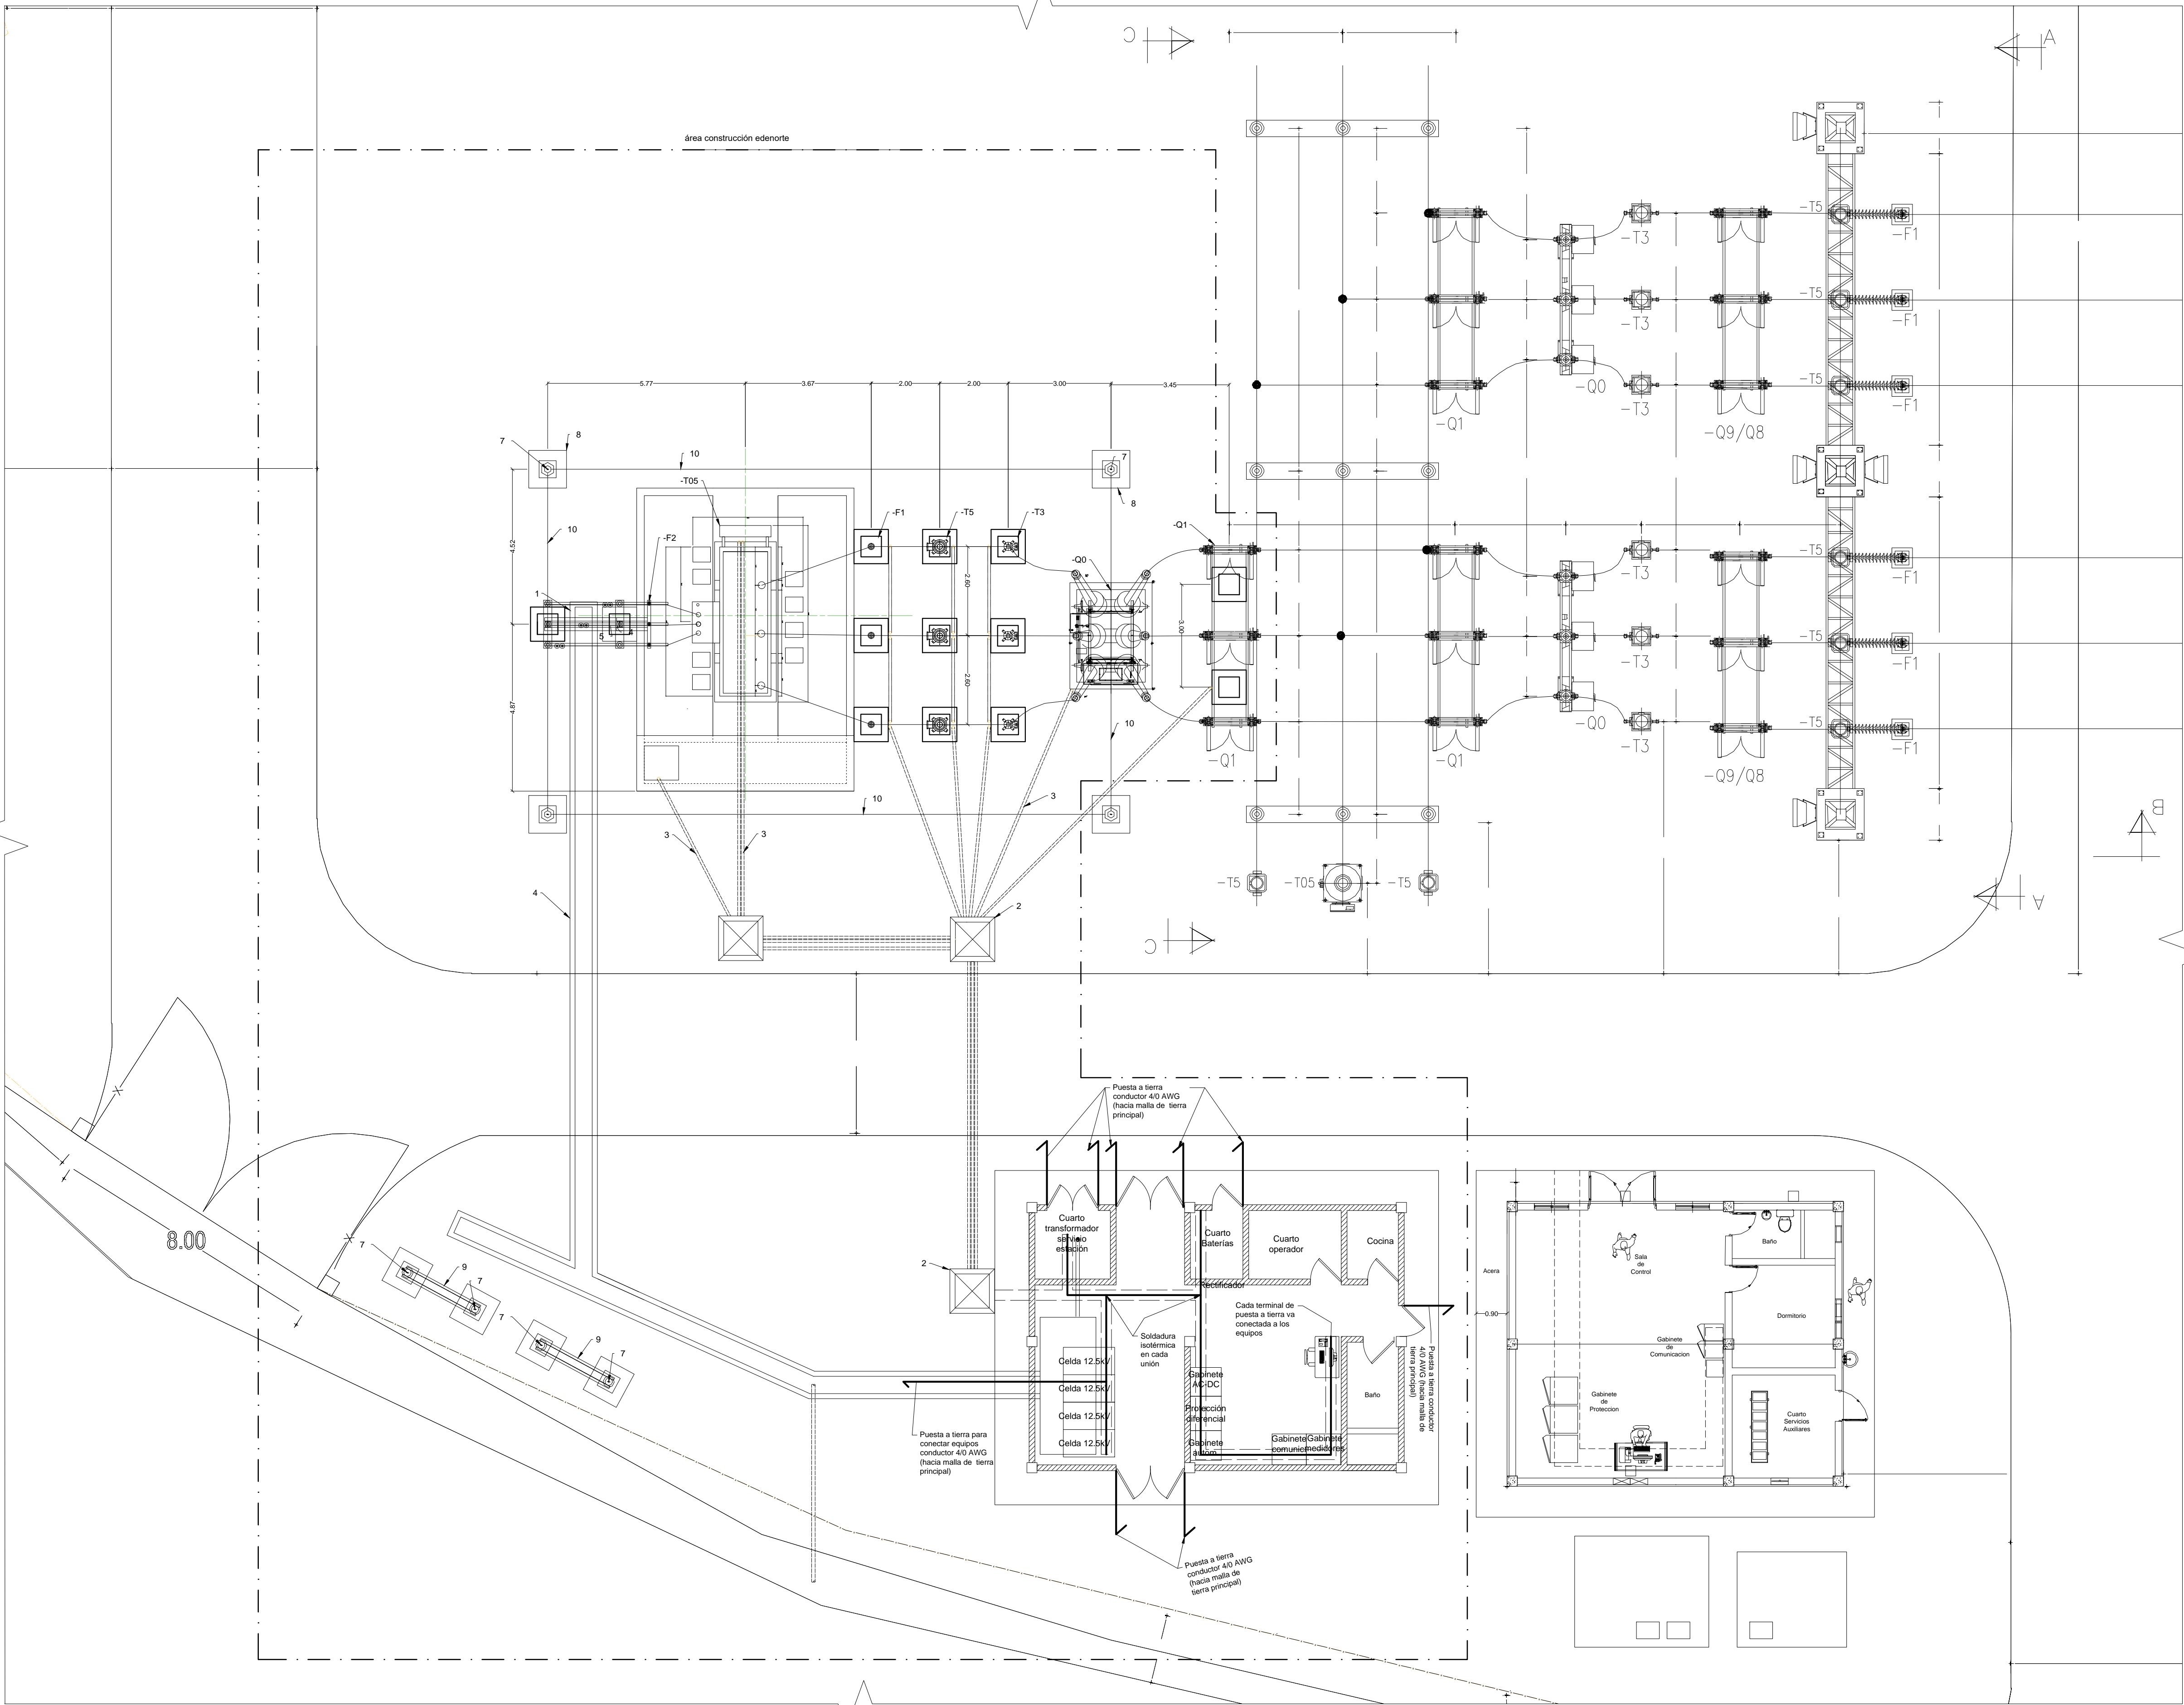 C
A
área construcción edenorte
-T5
-F1
-T3
-T5
-F1
-T3
-T5
-F1
-Q0
-T3
-Q1
-Q9/Q8
5.77
3.67
2.00
2.00
3.00
3.45
7
8
10
7
8
-T05
-F1
-T5
-T3
-Q1
10
4.52
-F2
-Q0
1
5
2.60
3.00
2.60
4.87
10
-T3
-T5
-F1
-T3
-T5
-F1
-Q0
-T3
-T5
-F1
-Q1
-Q1
-Q9/Q8
10
3
3
3
B
4
2
-T5
-T05
-T5
A
C
Puesta a tierra
conductor 4/0 AWG
(hacia malla de tierra
principal)
8.00
7
9
7
7
9
7
2
Cuarto
transformador
servicio
estación
Cuarto
Baterías
Cuarto
operador
Cocina
Rectificador
Cada terminal de
puesta a tierra va
conectada a los
equipos
Soldadura
isotérmica
en cada
unión
Celda 12.5kV
Celda 12.5kV
Celda 12.5kV
Celda 12.5kV
Gabinete
AC-DC
Protección
diferencial
Gabinete
autom.
Gabinete
comunic
Gabinete
medidores
Baño
Puesta a tierra conductor
4/0 AWG (hacia malla de
tierra principal)
Puesta a tierra para
conectar equipos
conductor 4/0 AWG
(hacia malla de tierra
principal)
Puesta a tierra
conductor 4/0 AWG
(hacia malla de
tierra principal)
Acera
0.90
Sala
de
Control
Baño
Dormitorio
Gabinete
de
Comunicacion
Gabinete
de
Proteccion
Cuarto
Servicios
Auxiliares